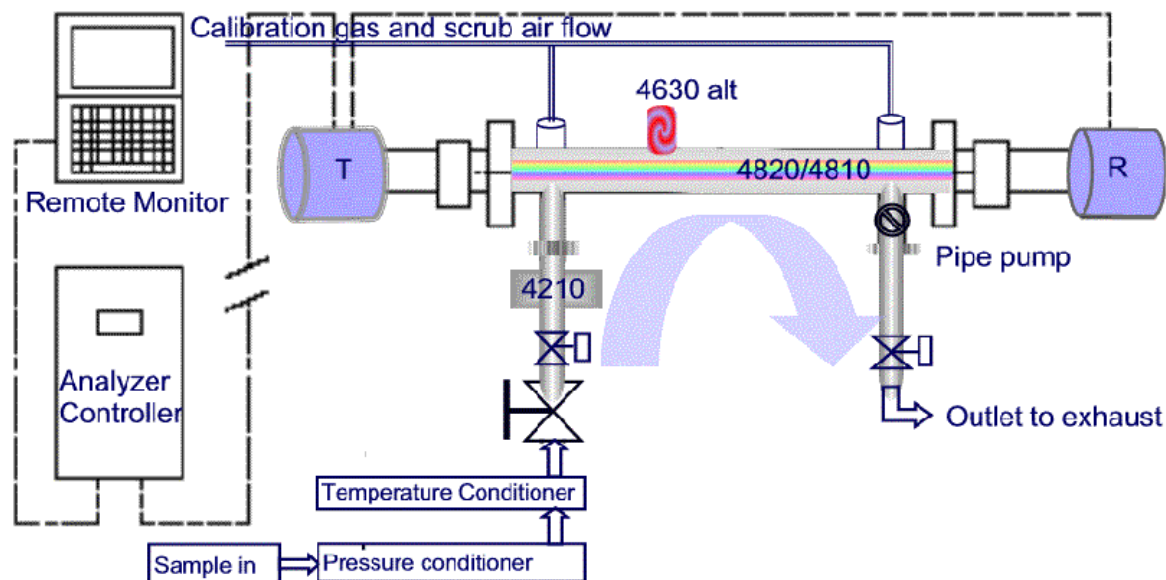 Calibration gas and scrub air flow
4630 alt
T
4820/4810
R
Remote Monitor
Pipe pump
4210
Analyzer
Controller
Outlet to exhaust
Temperature Conditioner
Sample in
Pressure conditioner